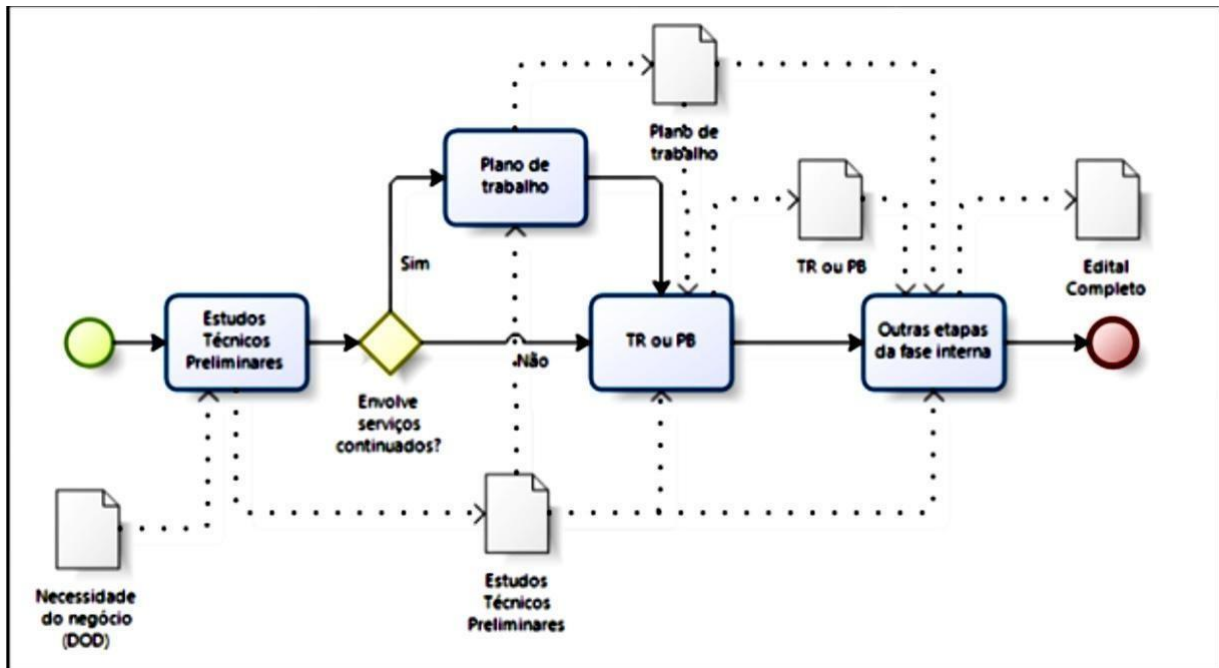 Plano de
trabalho
Plano de
trabalho
TR ou PB
Edital
Completo
Sim
Estudos
Técnicos
Preliminares
Não
TR ou PB
Outras etapas
da fase interna
Envolve
serviços
continuados?
Necessidade
do negócio
(DOD)
Estudos
Técnicos
Preliminares